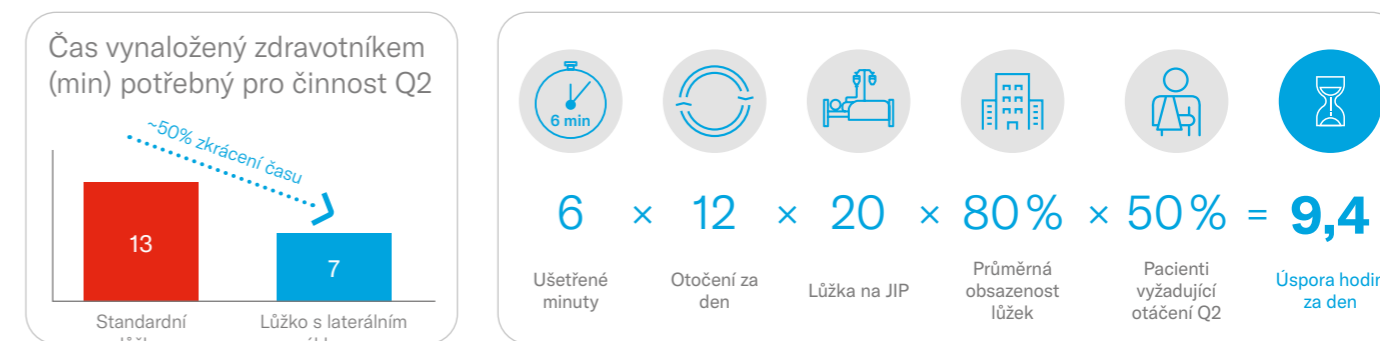 Čas vynaložený zdravotníkem
(min) potřebný pro činnost Q2
~50% zkrácení času
13
7
Standardní
Lůžko s laterálním
6 min
6 × 12 × 20 × 80 % × 50 % = 9,4
Ušetřené
minuty
Otočení za
den
Lůžka na JIP
Průměrná
obsazenost
lůžek
Pacienti
vyžadující
otáčení Q2
Úspora hodin
za den